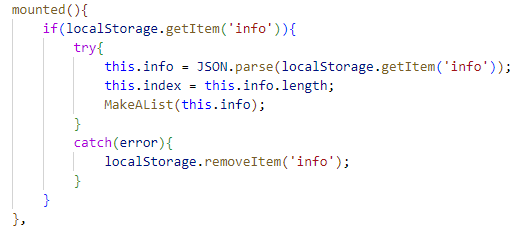 mounted(){
    if(localStorage.getItem('info')){
        try{
            this.info = JSON.parse(localStorage.getItem('info'));
            this.index = this.info.length;
            MakeAList(this.info);
        }
        catch(error){
            localStorage.removeItem('info');
        }
    }
},